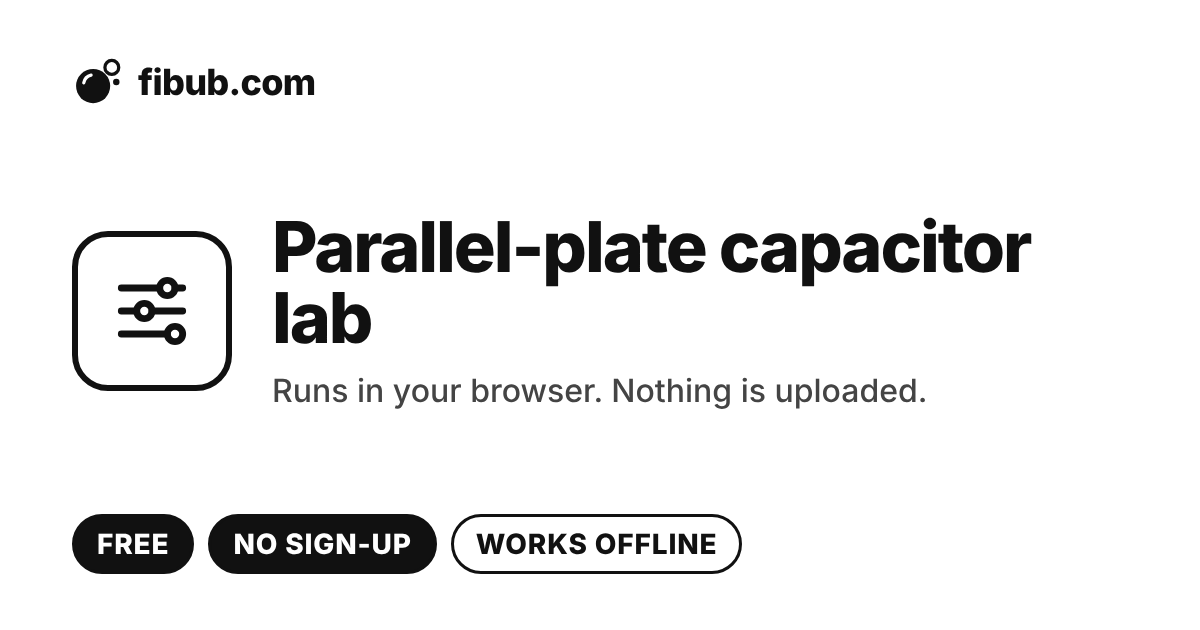 fibub.com
Parallel-plate capacitor
lab
Runs in your browser. Nothing is uploaded.
FREE
NO SIGN-UP
WORKS OFFLINE